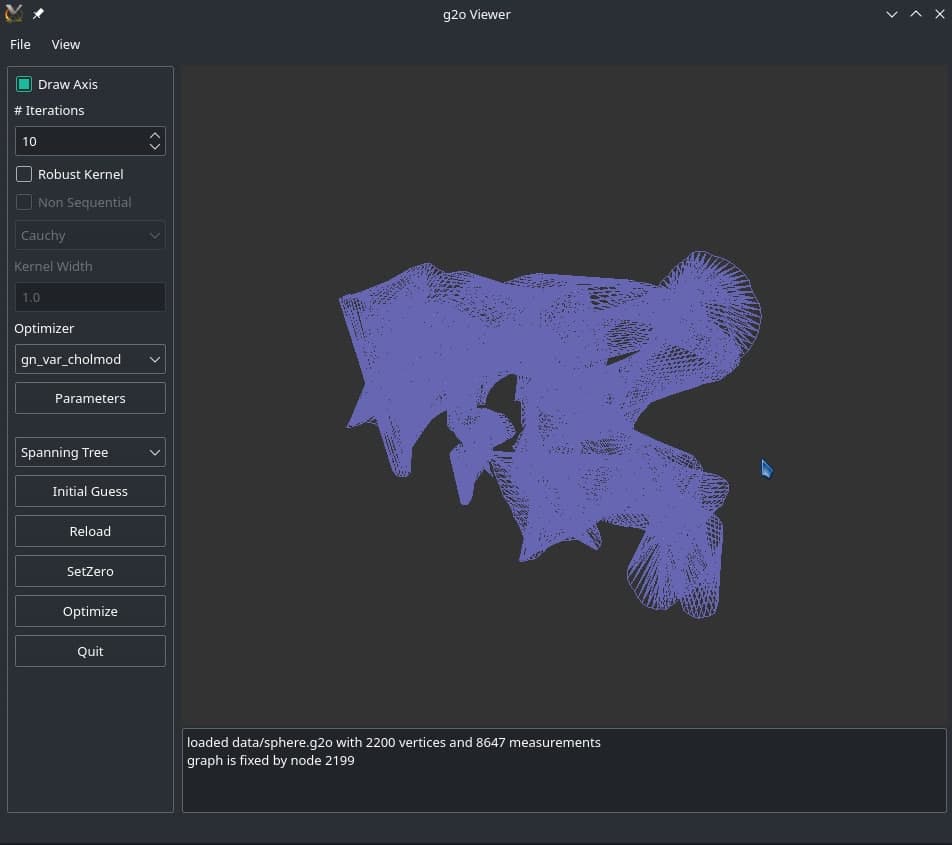 g2o Viewer
File View
Draw Axis
# Iterations
10
Robust Kernel
Non Sequential
Cauchy
Kernel Width
1.0
Optimizer
gn_var_cholmod
Parameters
Spanning Tree
Initial Guess
Reload
SetZero
Optimize
Quit
loaded data/sphere.g2o with 2200 vertices and 8647 measurements
graph is fixed by node 2199